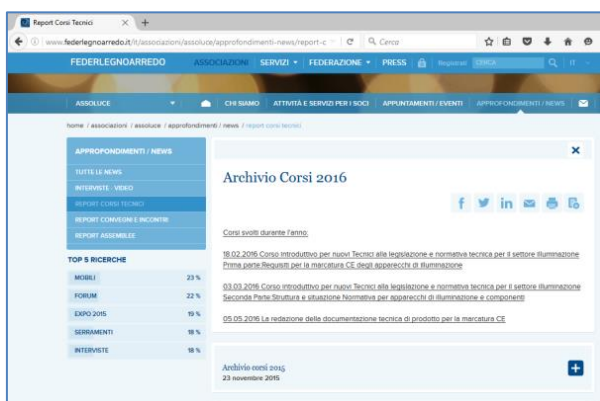 Report Corsi Tecnici
www.federlegnoarredo.it/it/associazioni/assoluce/approfondimenti-news/report-c
Cerca
FEDERLEGNOARREDO
ASSOCIAZIONI
SERVIZI
FEDERAZIONE
PRESS
Registrati
CERCA
IT
ASSOLUCE
CHI SIAMO
ATTIVITÀ E SERVIZI PER I SOCI
APPUNTAMENTI / EVENTI
APPROFONDIMENTI / NEWS
home / associazioni / assoluce / approfondimenti / news / report corsi tecnici
APPROFONDIMENTI / NEWS
TUTTE LE NEWS
INTERVISTE - VIDEO
REPORT CORSI TECNICI
REPORT CONVEGNI E INCONTRI
REPORT ASSEMBLEE
TOP 5 RICERCHE
MOBILI 23 %
FORUM 22 %
EXPO 2015 19 %
SERRAMENTI 18 %
INTERVISTE 18 %
Archivio Corsi 2016
Corsi svolti durante l'anno:
18.02.2016 Corso introduttivo per nuovi Tecnici alla legislazione e normativa tecnica per il settore illuminazione
Prima parte:Requisiti per la marcatura CE degli apparecchi di illuminazione
03.03.2016 Corso introduttivo per nuovi Tecnici alla legislazione e normativa tecnica per il settore illuminazione
Seconda Parte:Struttura e situazione Normativa per apparecchi di illuminazione e componenti
05.05.2016 La redazione della documentazione tecnica di prodotto per la marcatura CE
Archivio corsi 2015
23 novembre 2015